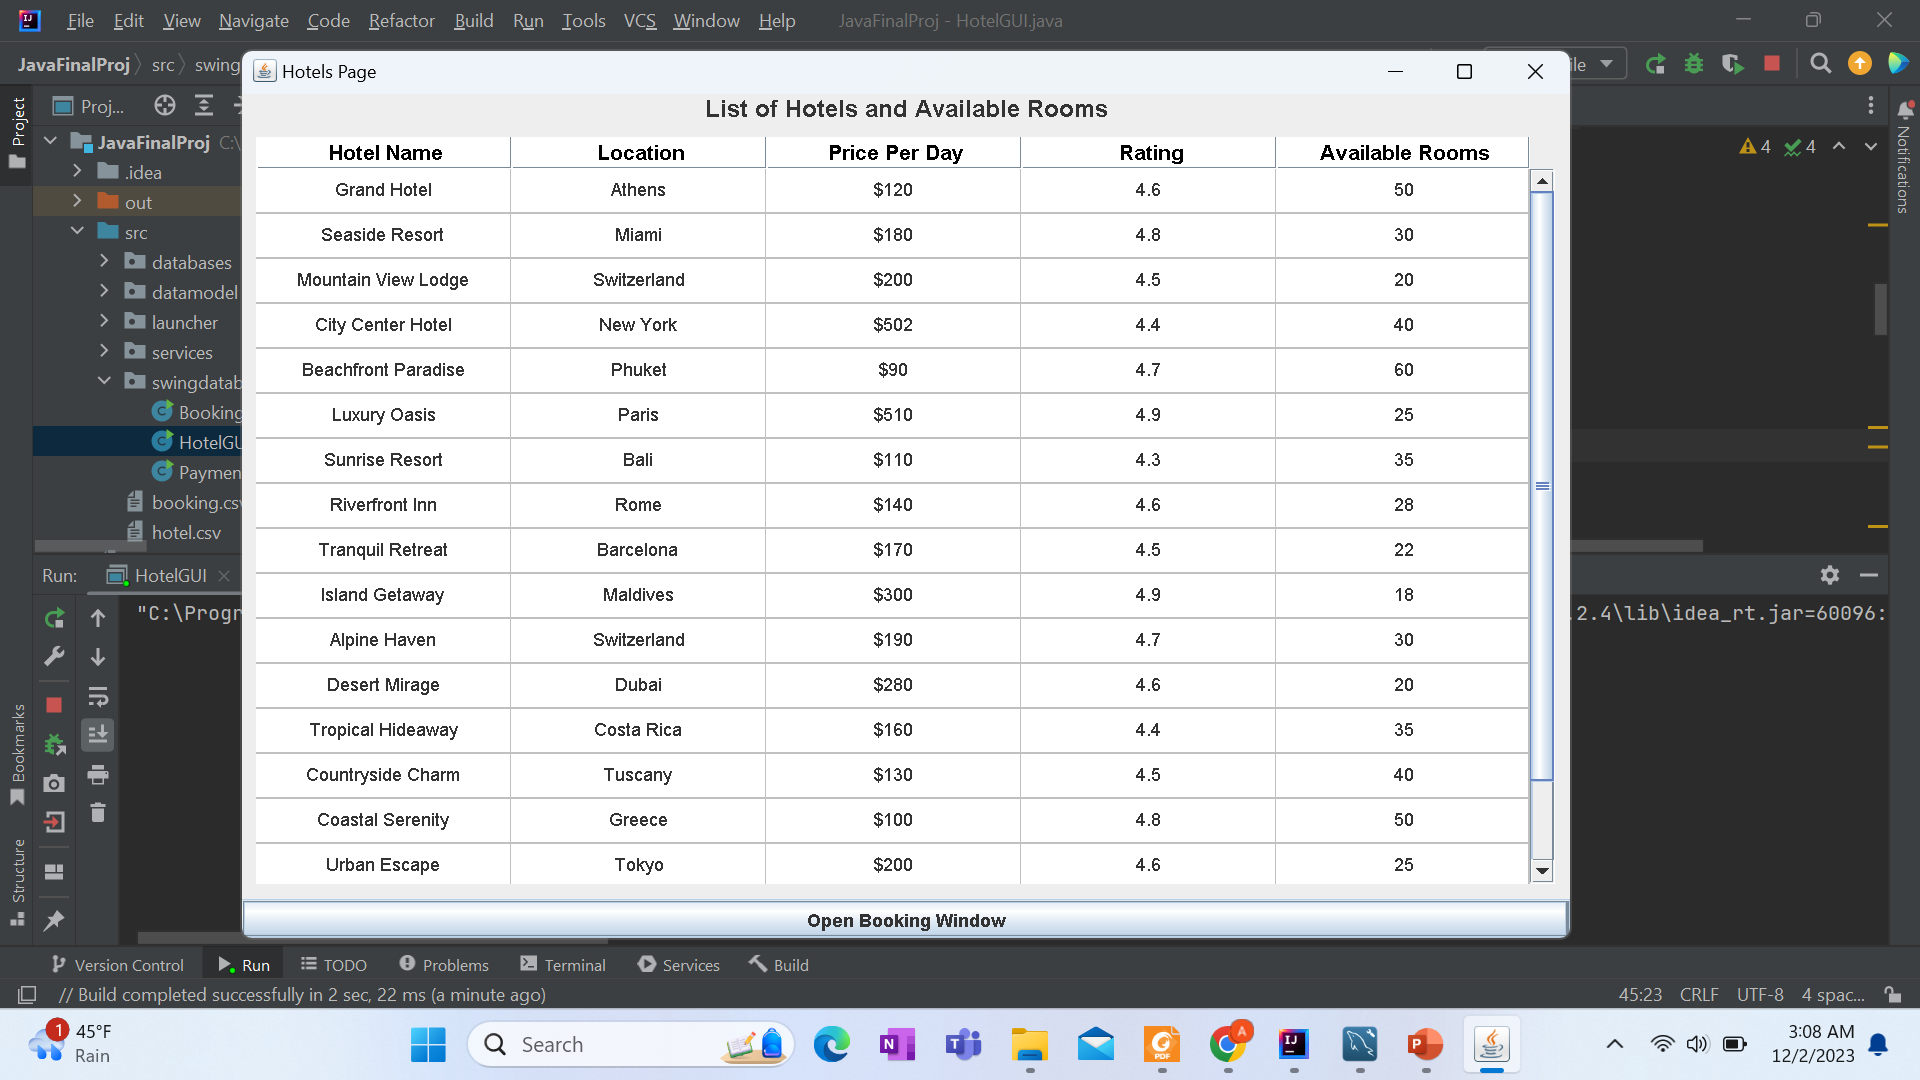 File Edit View Navigate Code Refactor Build Run Tools VCS Window Help JavaFinalProj - HotelGUI.java
JavaFinalProj src swing
Hotels Page
Project
Proj...
JavaFinalProj C:\
.idea
out
src
databases
datamodel
launcher
services
swingdatab
Booking
HotelGU
Paymen
booking.csv
hotel.csv
4 4
Notifications
List of Hotels and Available Rooms
Hotel Name Location Price Per Day Rating Available Rooms
Grand Hotel Athens $120 4.6 50
Seaside Resort Miami $180 4.8 30
Mountain View Lodge Switzerland $200 4.5 20
City Center Hotel New York $502 4.4 40
Beachfront Paradise Phuket $90 4.7 60
Luxury Oasis Paris $510 4.9 25
Sunrise Resort Bali $110 4.3 35
Riverfront Inn Rome $140 4.6 28
Tranquil Retreat Barcelona $170 4.5 22
Island Getaway Maldives $300 4.9 18
Alpine Haven Switzerland $190 4.7 30
Desert Mirage Dubai $280 4.6 20
Tropical Hideaway Costa Rica $160 4.4 35
Countryside Charm Tuscany $130 4.5 40
Coastal Serenity Greece $100 4.8 50
Urban Escape Tokyo $200 4.6 25
Open Booking Window
Run: HotelGUI
"C:\Progr
.2.4\lib\idea_rt.jar=60096:
Bookmarks
Structure
Version Control Run TODO Problems Terminal Services Build
// Build completed successfully in 2 sec, 22 ms (a minute ago)
45:23 CRLF UTF-8 4 spac...
1 45°F
Rain
Search
3:08 AM
12/2/2023